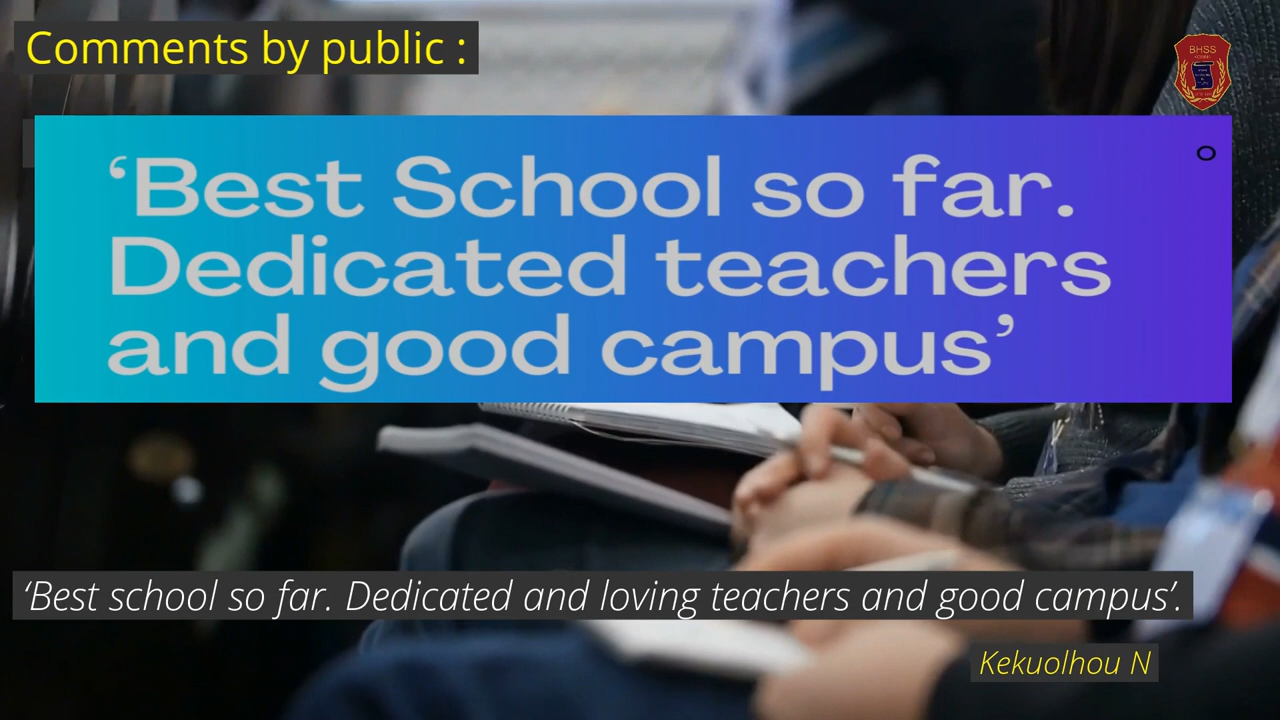 Comments by public :
BHSS
‘Best School so far.
Dedicated teachers
and good campus’
‘Best school so far. Dedicated and loving teachers and good campus’.
Kekuolhou N